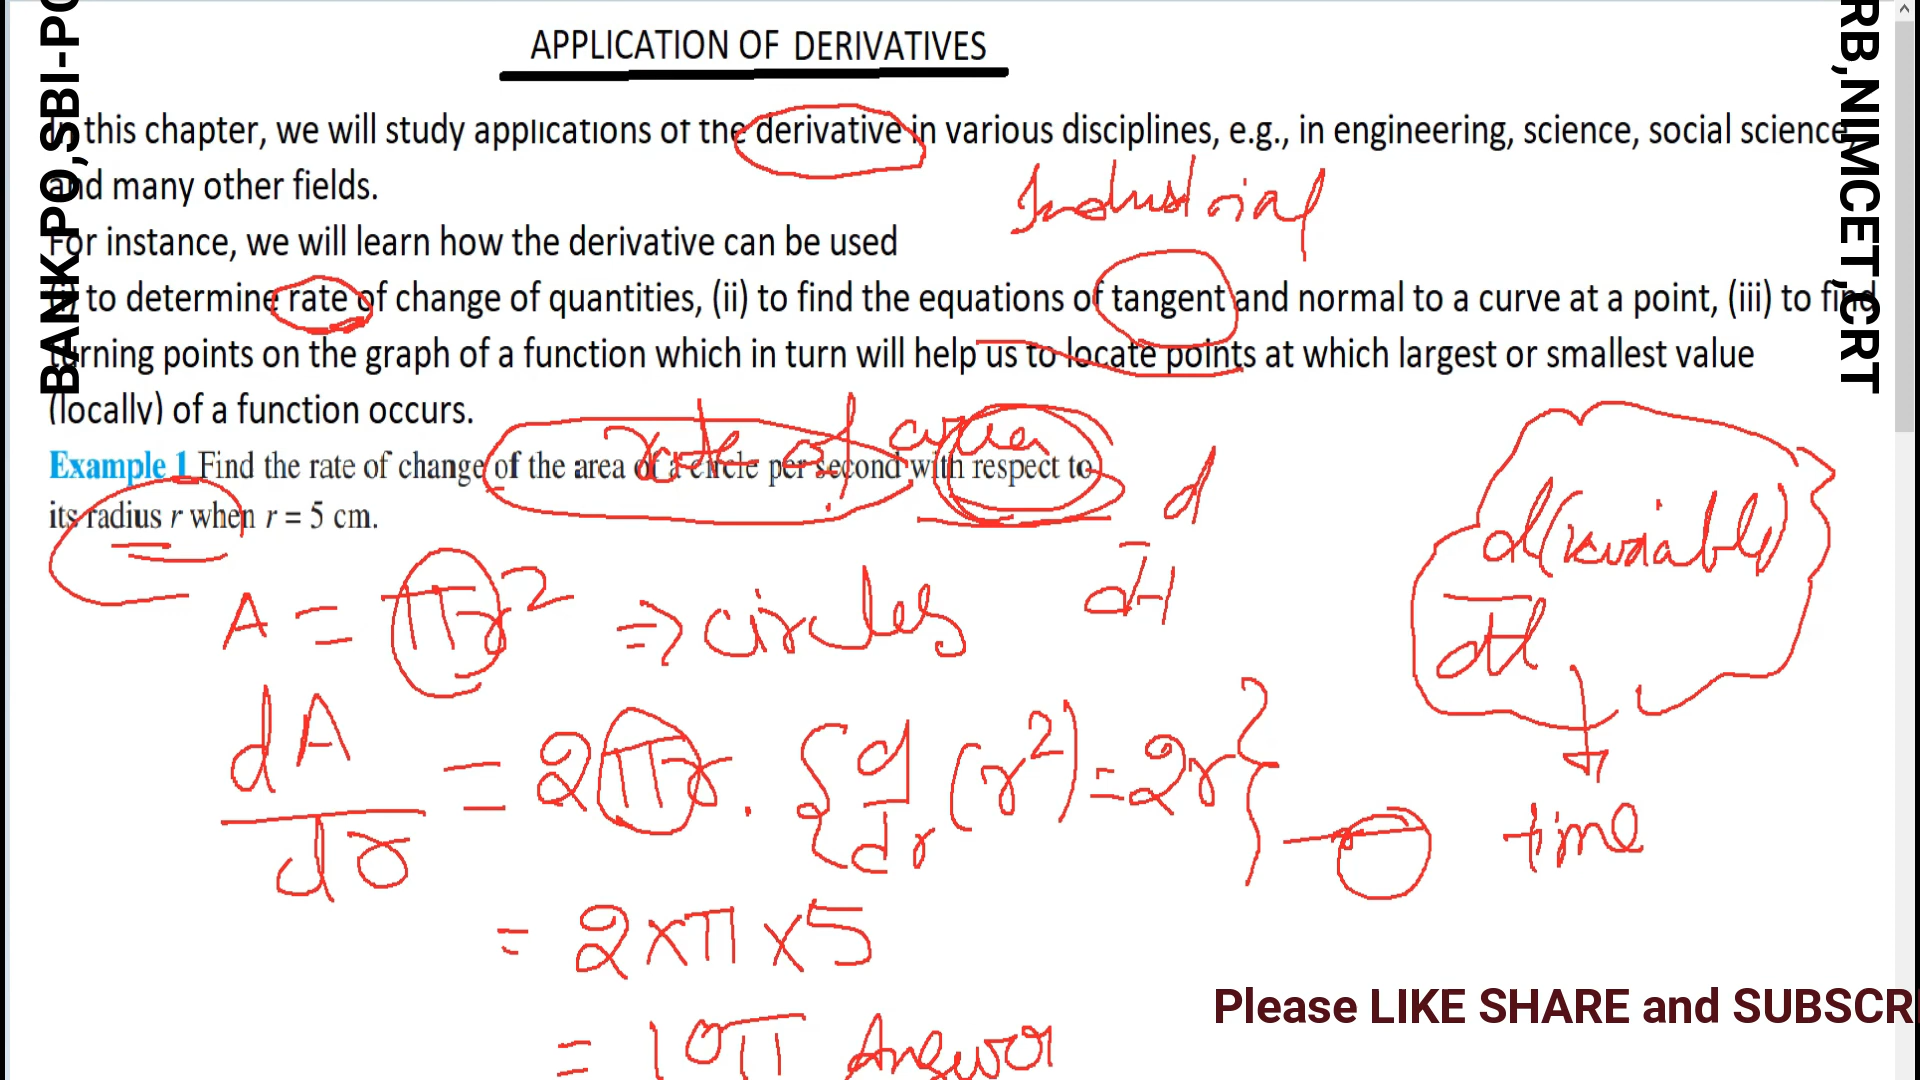 APPLICATION OF DERIVATIVES
BANK PO,SBI-PO
RB,NIMCET,CRT
this chapter, we will study applications of the derivative in various disciplines, e.g., in engineering, science, social science,
and many other fields.
Industrial
For instance, we will learn how the derivative can be used
to determine rate of change of quantities, (ii) to find the equations of tangent and normal to a curve at a point, (iii) to find
turning points on the graph of a function which in turn will help us to locate points at which largest or smallest value
(locally) of a function occurs.
rate of area
Example 1 Find the rate of change of the area of a circle per second with respect to
its radius r when r = 5 cm.
d
dt
d(variable)
dt
time
A = πr² ⇒ circles
dA/dr = 2πr. {d/dr (r²) = 2r}
= 2×π×5
= 10π Answer
Please LIKE SHARE and SUBSCR